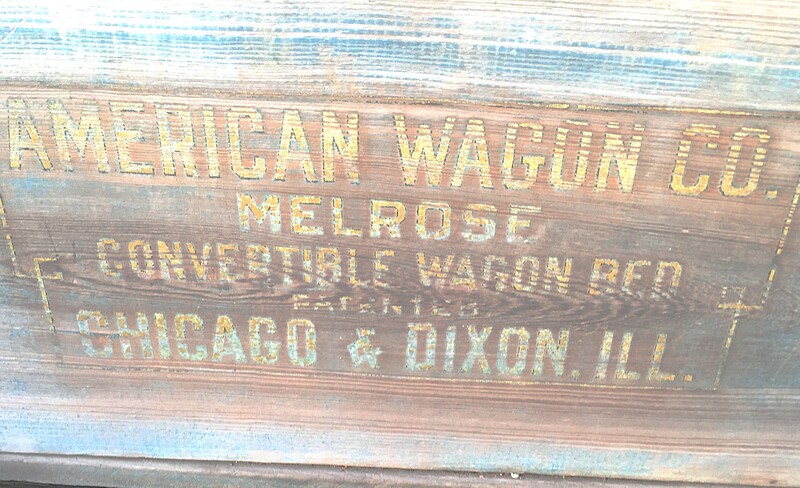 AMERICAN WAGON CO.
MELROSE
CONVERTIBLE WAGON BED
PATENTED
CHICAGO & DIXON, ILL.